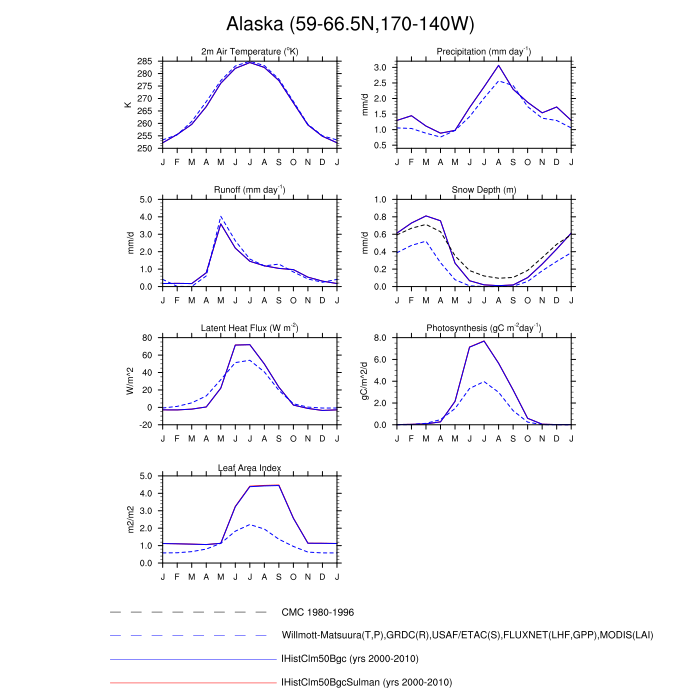 Alaska (59-66.5N,170-140W)
2m Air Temperature (°K)
Precipitation (mm day⁻¹)
K
285
280
275
270
265
260
255
250
J F M A M J J A S O N D J
mm/d
3.0
2.5
2.0
1.5
1.0
0.5
J F M A M J J A S O N D J
Runoff (mm day⁻¹)
Snow Depth (m)
mm/d
5.0
4.0
3.0
2.0
1.0
0.0
J F M A M J J A S O N D J
mm/d
1.0
0.8
0.6
0.4
0.2
0.0
J F M A M J J A S O N D J
Latent Heat Flux (W m⁻²)
Photosynthesis (gC m⁻²day⁻¹)
W/m^2
80
60
40
20
0
-20
J F M A M J J A S O N D J
gC/m^2/d
8.0
6.0
4.0
2.0
0.0
J F M A M J J A S O N D J
Leaf Area Index
m2/m2
5.0
4.0
3.0
2.0
1.0
0.0
J F M A M J J A S O N D J
CMC 1980-1996
Willmott-Matsuura(T,P),GRDC(R),USAF/ETAC(S),FLUXNET(LHF,GPP),MODIS(LAI)
IHistClm50Bgc (yrs 2000-2010)
IHistClm50BgcSulman (yrs 2000-2010)